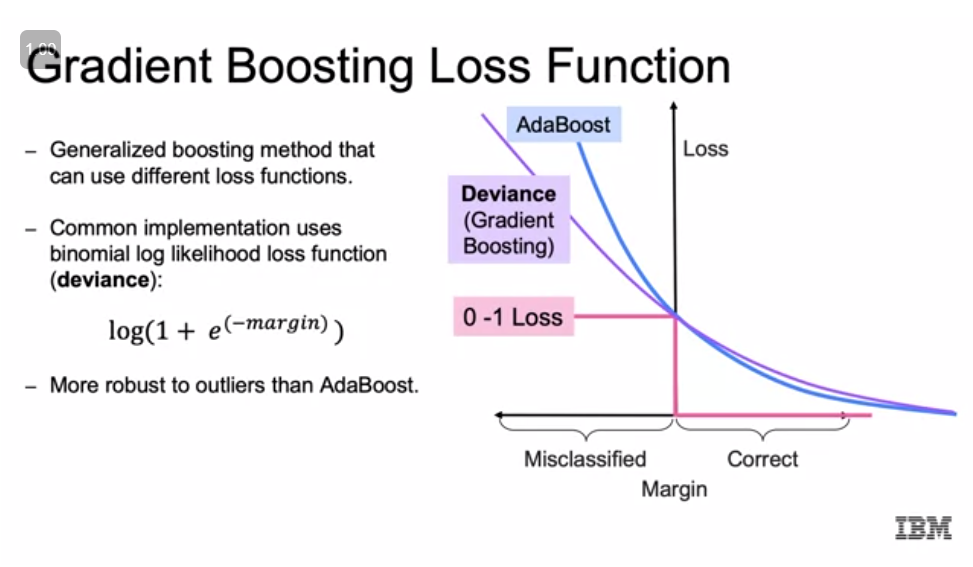 1.00
Gradient Boosting Loss Function
– Generalized boosting method that
can use different loss functions.
– Common implementation uses
binomial log likelihood loss function
(deviance):
log(1 + e^(−margin))
– More robust to outliers than AdaBoost.
AdaBoost
Loss
Deviance
(Gradient
Boosting)
0 -1 Loss
Misclassified
Correct
Margin
IBM